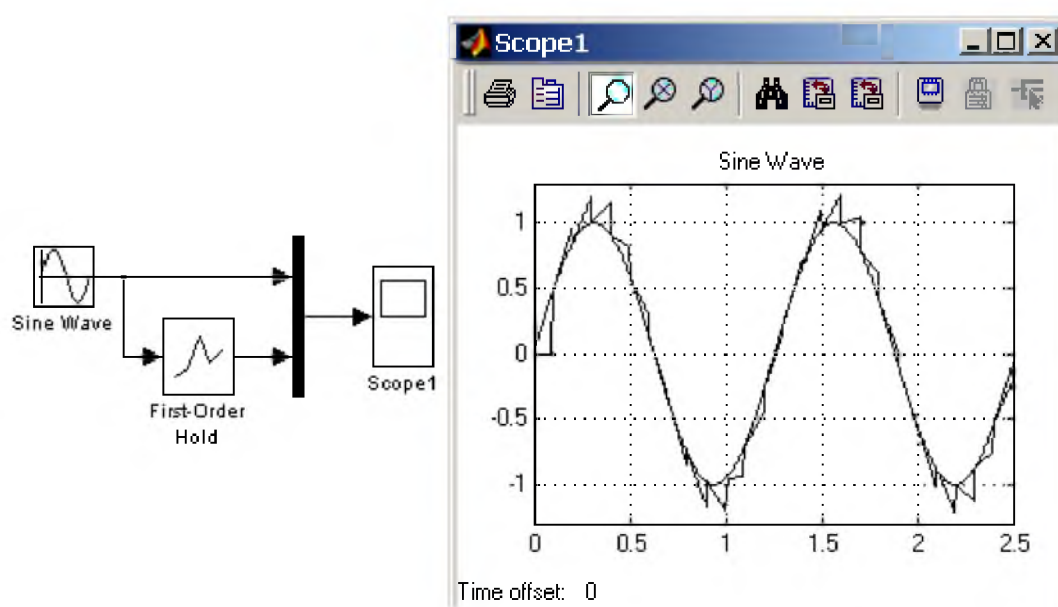 Scope1
Sine Wave
1
0.5
0
-0.5
-1
0 0.5 1 1.5 2 2.5
Time offset: 0
Sine Wave
First-Order
Hold
Scope1